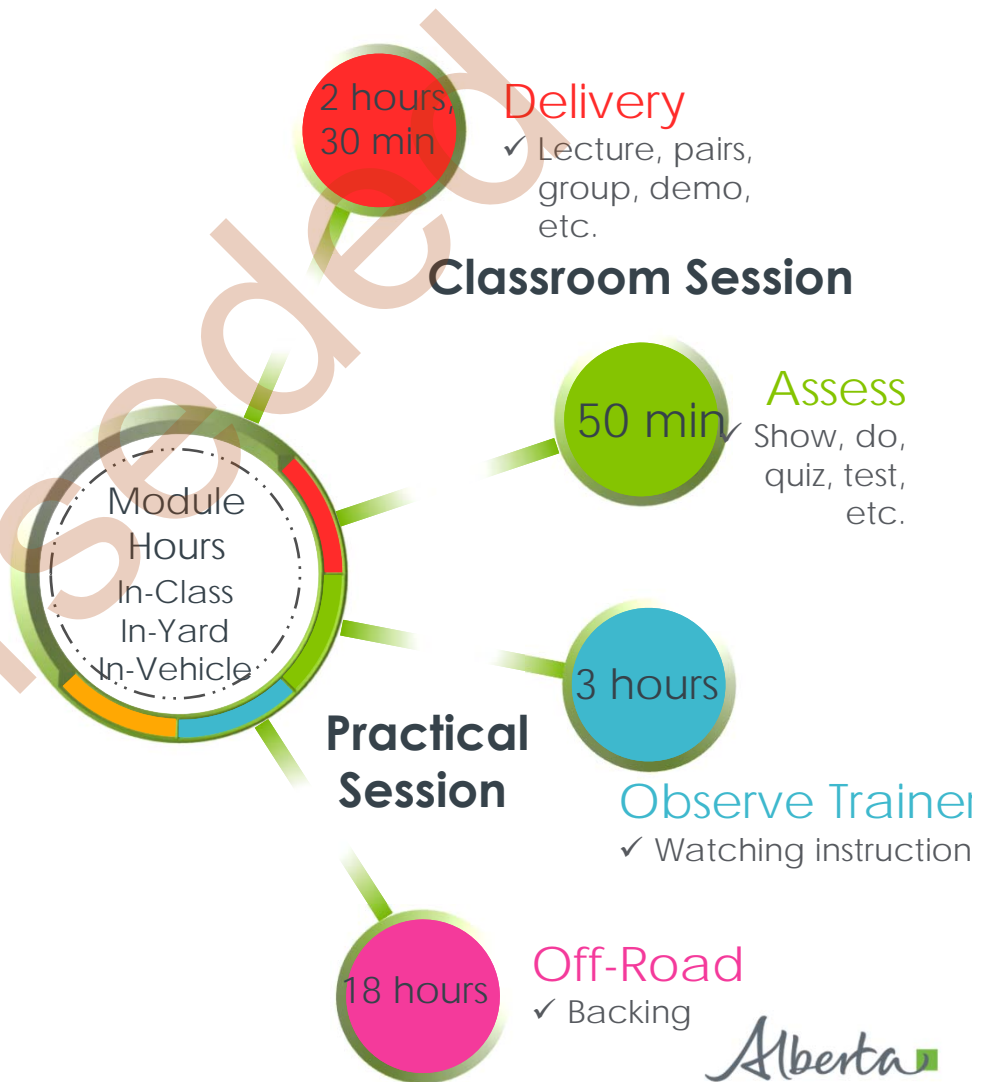 2 hours,
30 min
Delivery
✓ Lecture, pairs,
group, demo,
etc.
Classroom Session
50 min
Assess
✓ Show, do,
quiz, test,
etc.
Module
Hours
In-Class
In-Yard
In-Vehicle
3 hours
Practical
Session
Observe Trainer
✓ Watching instruction
18 hours
Off-Road
✓ Backing
Alberta
seded